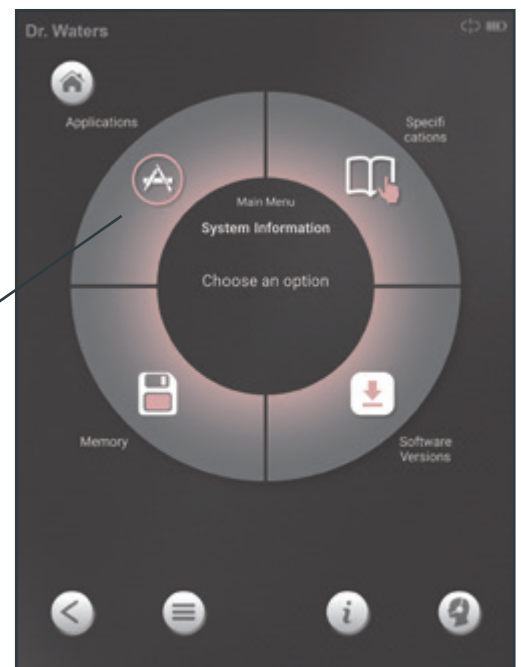 Dr. Waters
Applications
Specifi
cations
Main Menu
System Information
Choose an option
Memory
Software
Versions